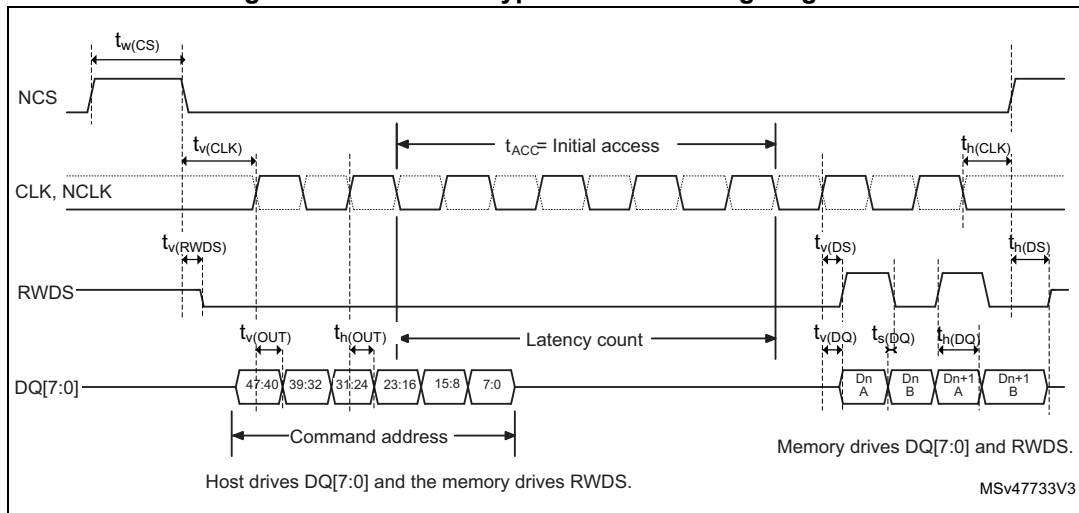 tw(CS)
NCS
tv(CLK)
tACC= Initial access
th(CLK)
CLK, NCLK
tv(RWDS)
tv(DS)
th(DS)
RWDS
tv(OUT)
th(OUT)
Latency count
tv(DQ)
ts(DQ)
th(DQ)
DQ[7:0]
47:40 39:32 31:24 23:16 15:8 7:0
Dn A
Dn B
Dn+1 A
Dn+1 B
Command address
Memory drives DQ[7:0] and RWDS.
Host drives DQ[7:0] and the memory drives RWDS.
MSv47733V3